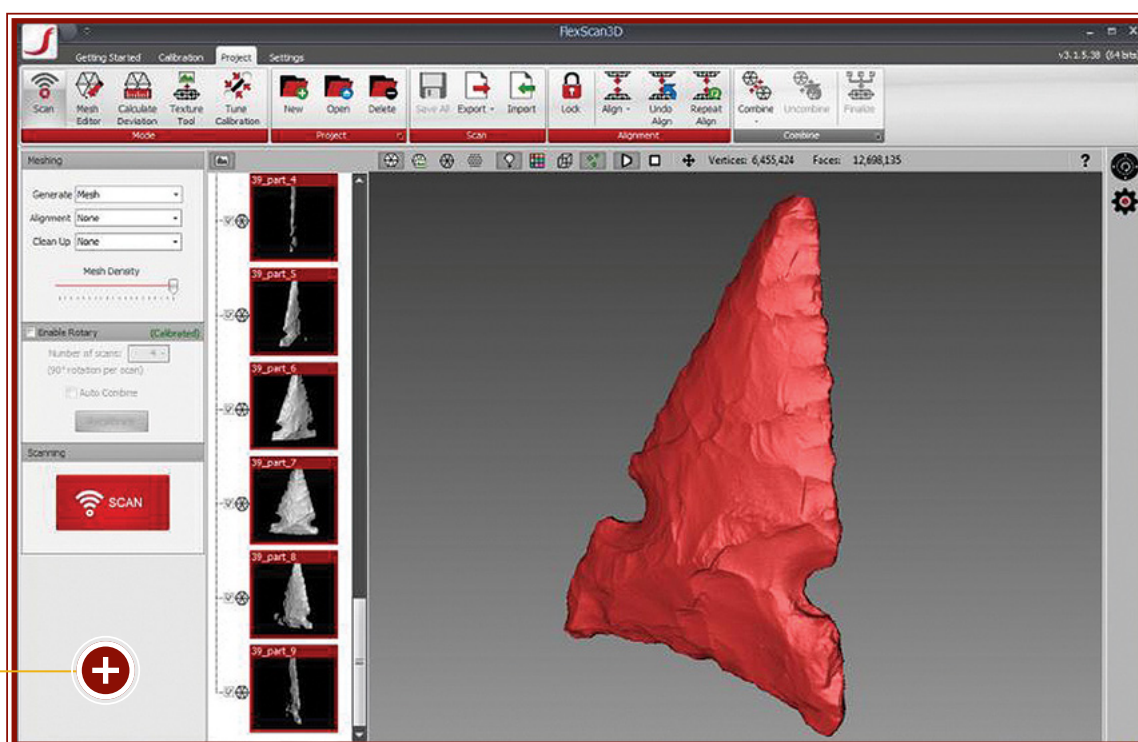 FlexScan3D
Getting Started Calibration Project Settings
v3.1.5.38 (64 bits)
Scan Mesh Editor Calculate Deviation Texture Tool Tune Calibration New Open Delete Save All Export Import Lock Align Undo Align Repeat Align Combine Uncombine Finalize
Mode Project Scan Alignment Combine
Meshing
Generate Mesh
Alignment None
Clean Up None
Mesh Density
Enable Rotary (Calibrated)
Number of scans: 4
(90° rotation per scan)
Auto Combine
Scanning
SCAN
39_part_4
39_part_5
39_part_6
39_part_7
39_part_8
39_part_9
Vertices: 6,455,424 Faces: 12,698,135 ?